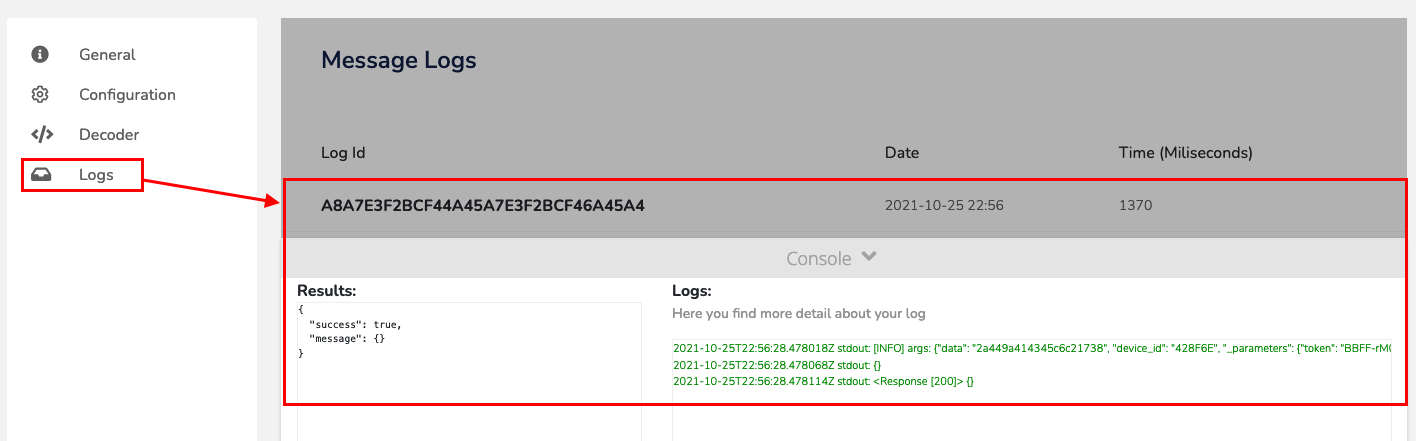 General
Configuration
Decoder
Logs
Message Logs
Log Id Date Time (Miliseconds)
A8A7E3F2BCF44A45A7E3F2BCF46A45A4 2021-10-25 22:56 1370
Console
Results:
{
"success": true,
"message": {}
}
Logs:
Here you find more detail about your log
2021-10-25T22:56:28.478018Z stdout: [INFO] args: {"data": "2a449a414345c6c21738", "device_id": "428F6E", "_parameters": {"token": "BBFF-rM
2021-10-25T22:56:28.478068Z stdout: {}
2021-10-25T22:56:28.478114Z stdout: <Response [200]> {}